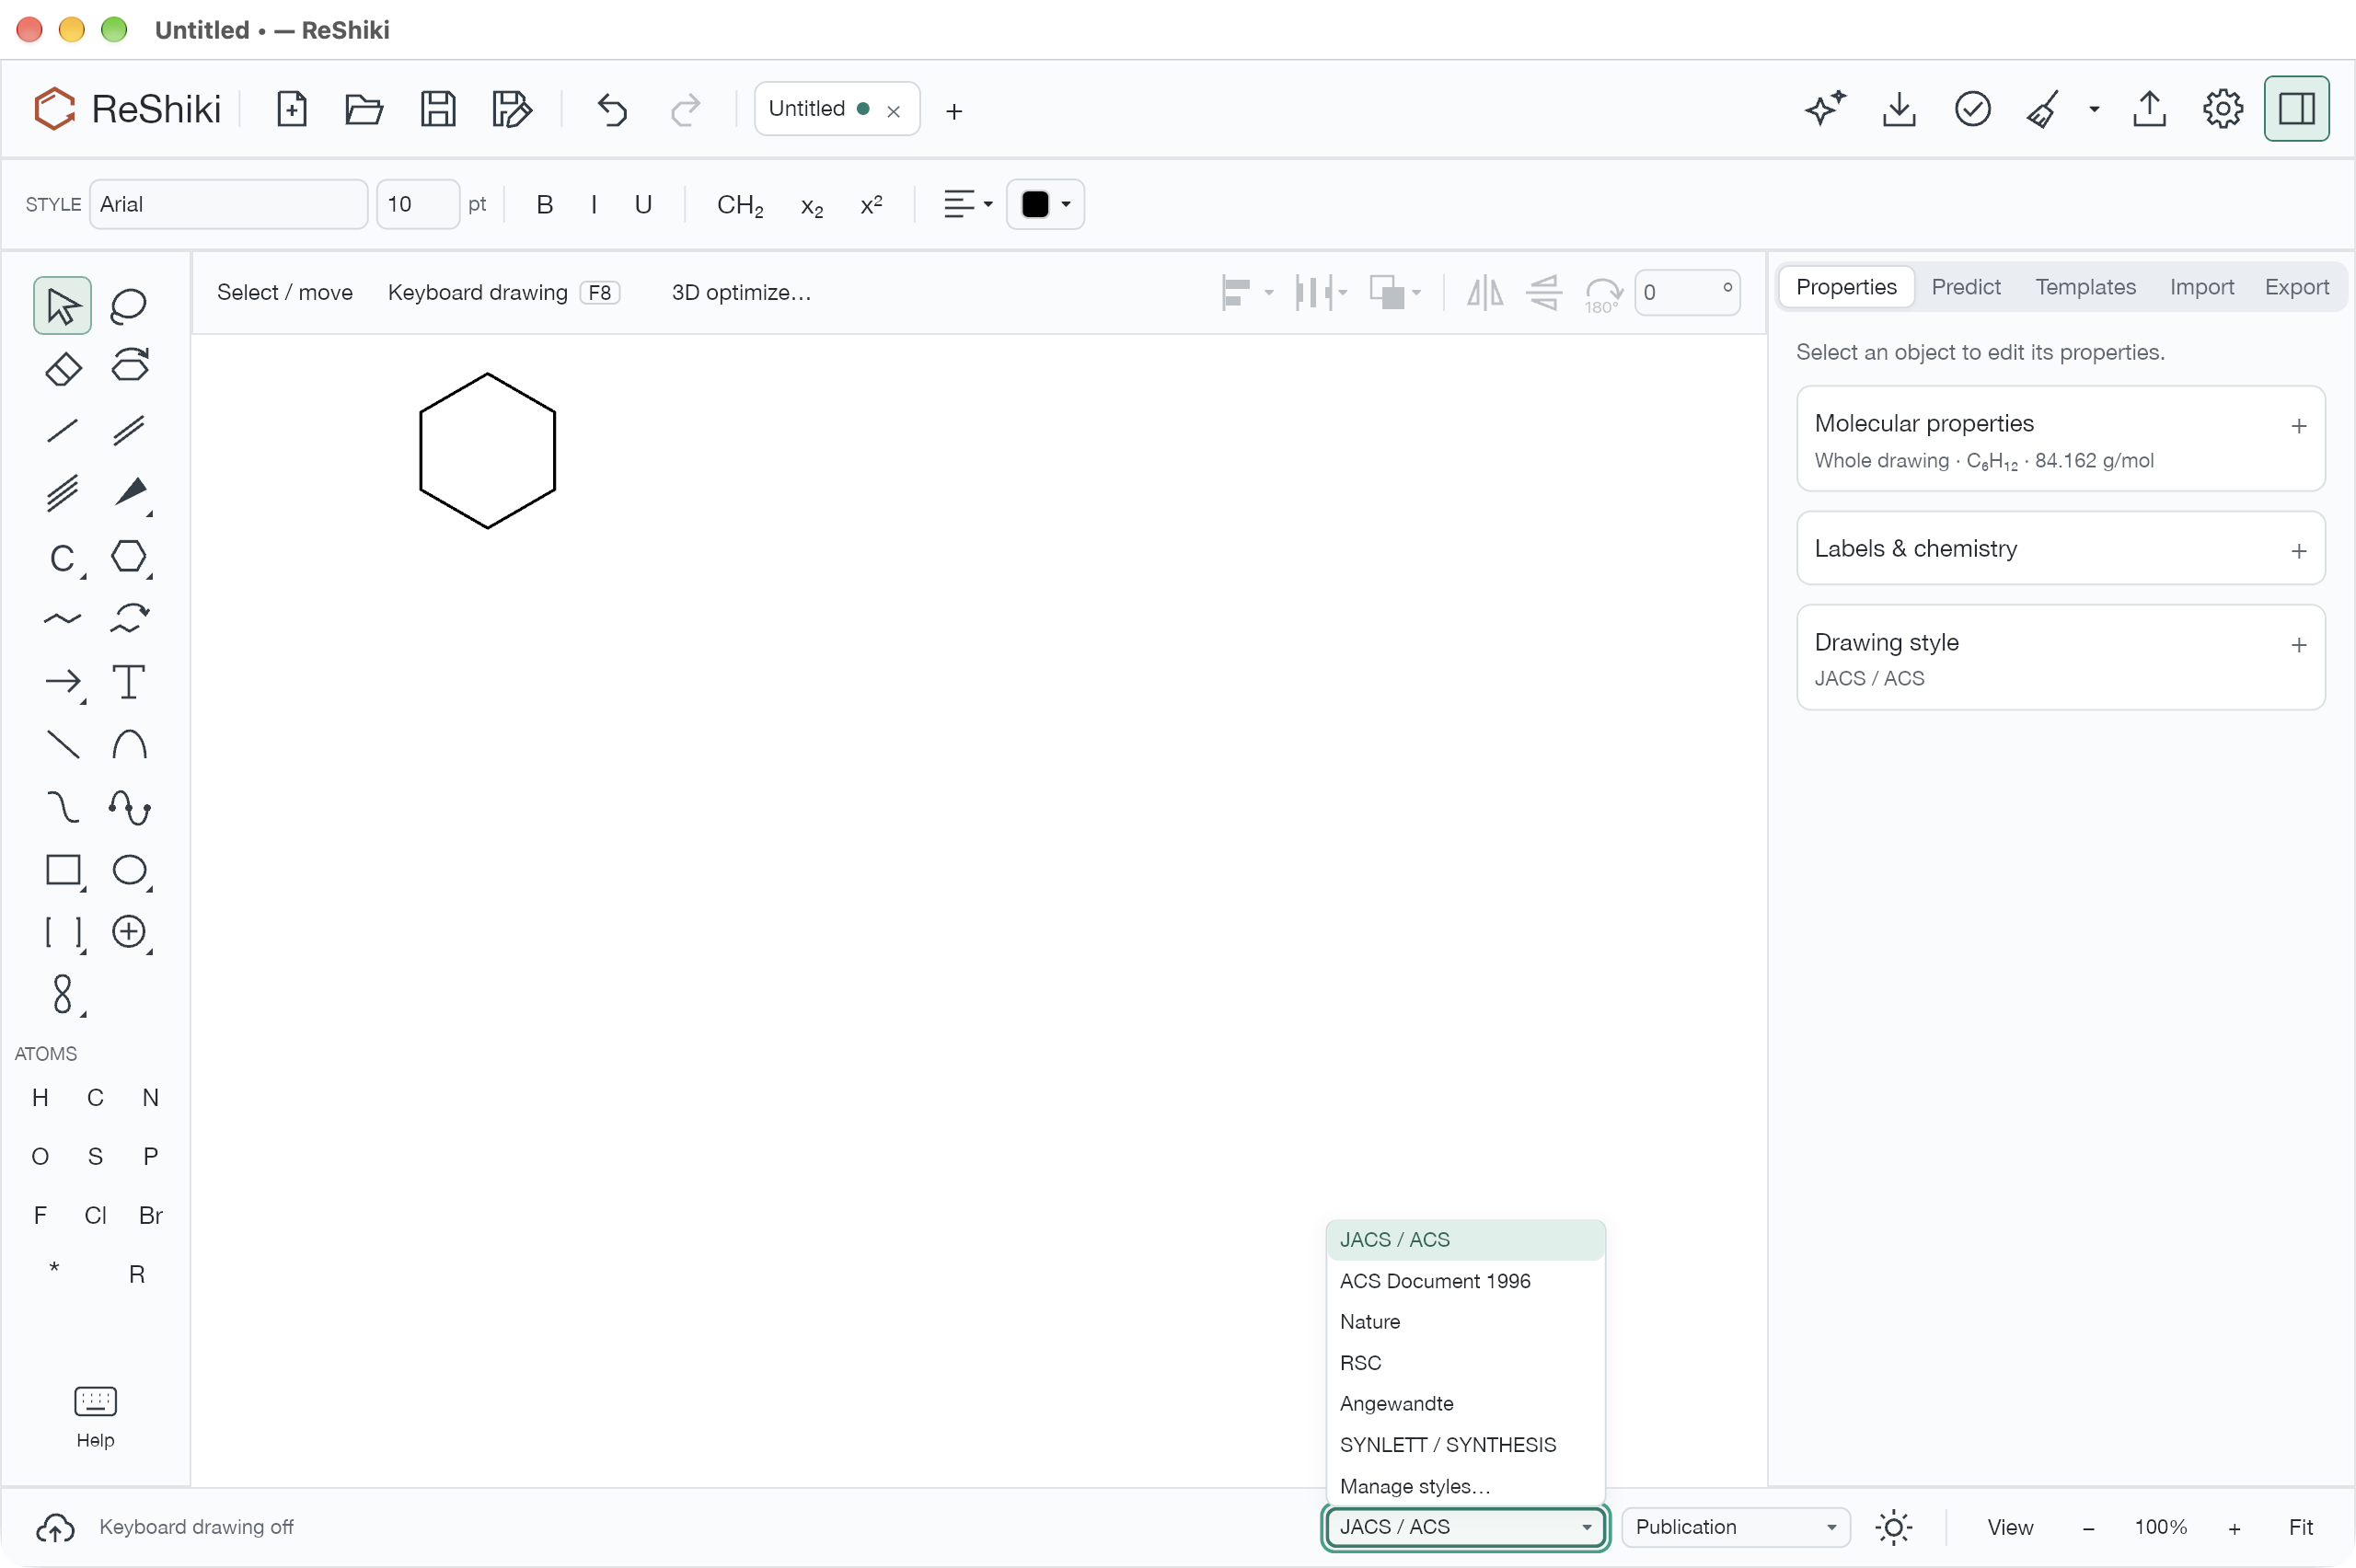 Untitled • — ReShiki
ReShiki
Untitled
STYLE Arial 10 pt B I U CH₂ x₂ x²
Select / move Keyboard drawing F8 3D optimize... 180° 0 °
Properties Predict Templates Import Export
Select an object to edit its properties.
Molecular properties
Whole drawing · C₆H₁₂ · 84.162 g/mol
Labels & chemistry
Drawing style
JACS / ACS
C
T
[ ]
ATOMS
H C N
O S P
F Cl Br
* R
Help
JACS / ACS
ACS Document 1996
Nature
RSC
Angewandte
SYNLETT / SYNTHESIS
Manage styles...
Keyboard drawing off
JACS / ACS
Publication
View – 100% + Fit